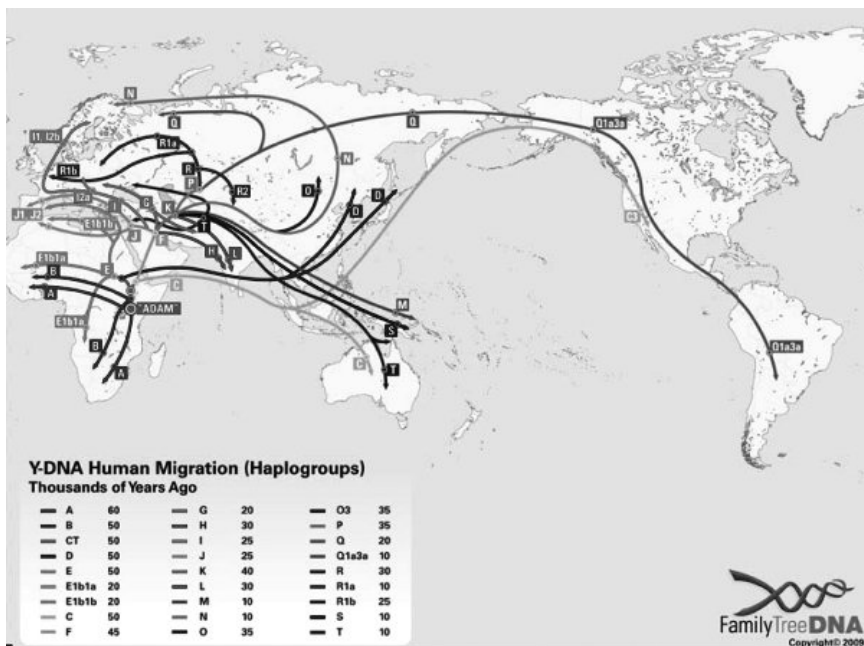 N
Q
Q
Q1a3a
I1, I2b
R1a
N
R1b
R
P
R2
O
D
I2a
I
G
K
C3
J1, J2
E1b1b
J
F
T
H
L
O
E1b1a
B
E
C
A
"ADAM"
M
E1b1a
S
Q1a3a
B
A
C
T
Y-DNA Human Migration (Haplogroups)
Thousands of Years Ago
A 60 G 20 O3 35
B 50 H 30 P 35
CT 50 I 25 Q 20
D 50 J 25 Q1a3a 10
E 50 K 40 R 30
E1b1a 20 L 30 R1a 10
E1b1b 20 M 10 R1b 25
C 50 N 10 S 10
F 45 O 35 T 10
FamilyTreeDNA
Copyright© 2009